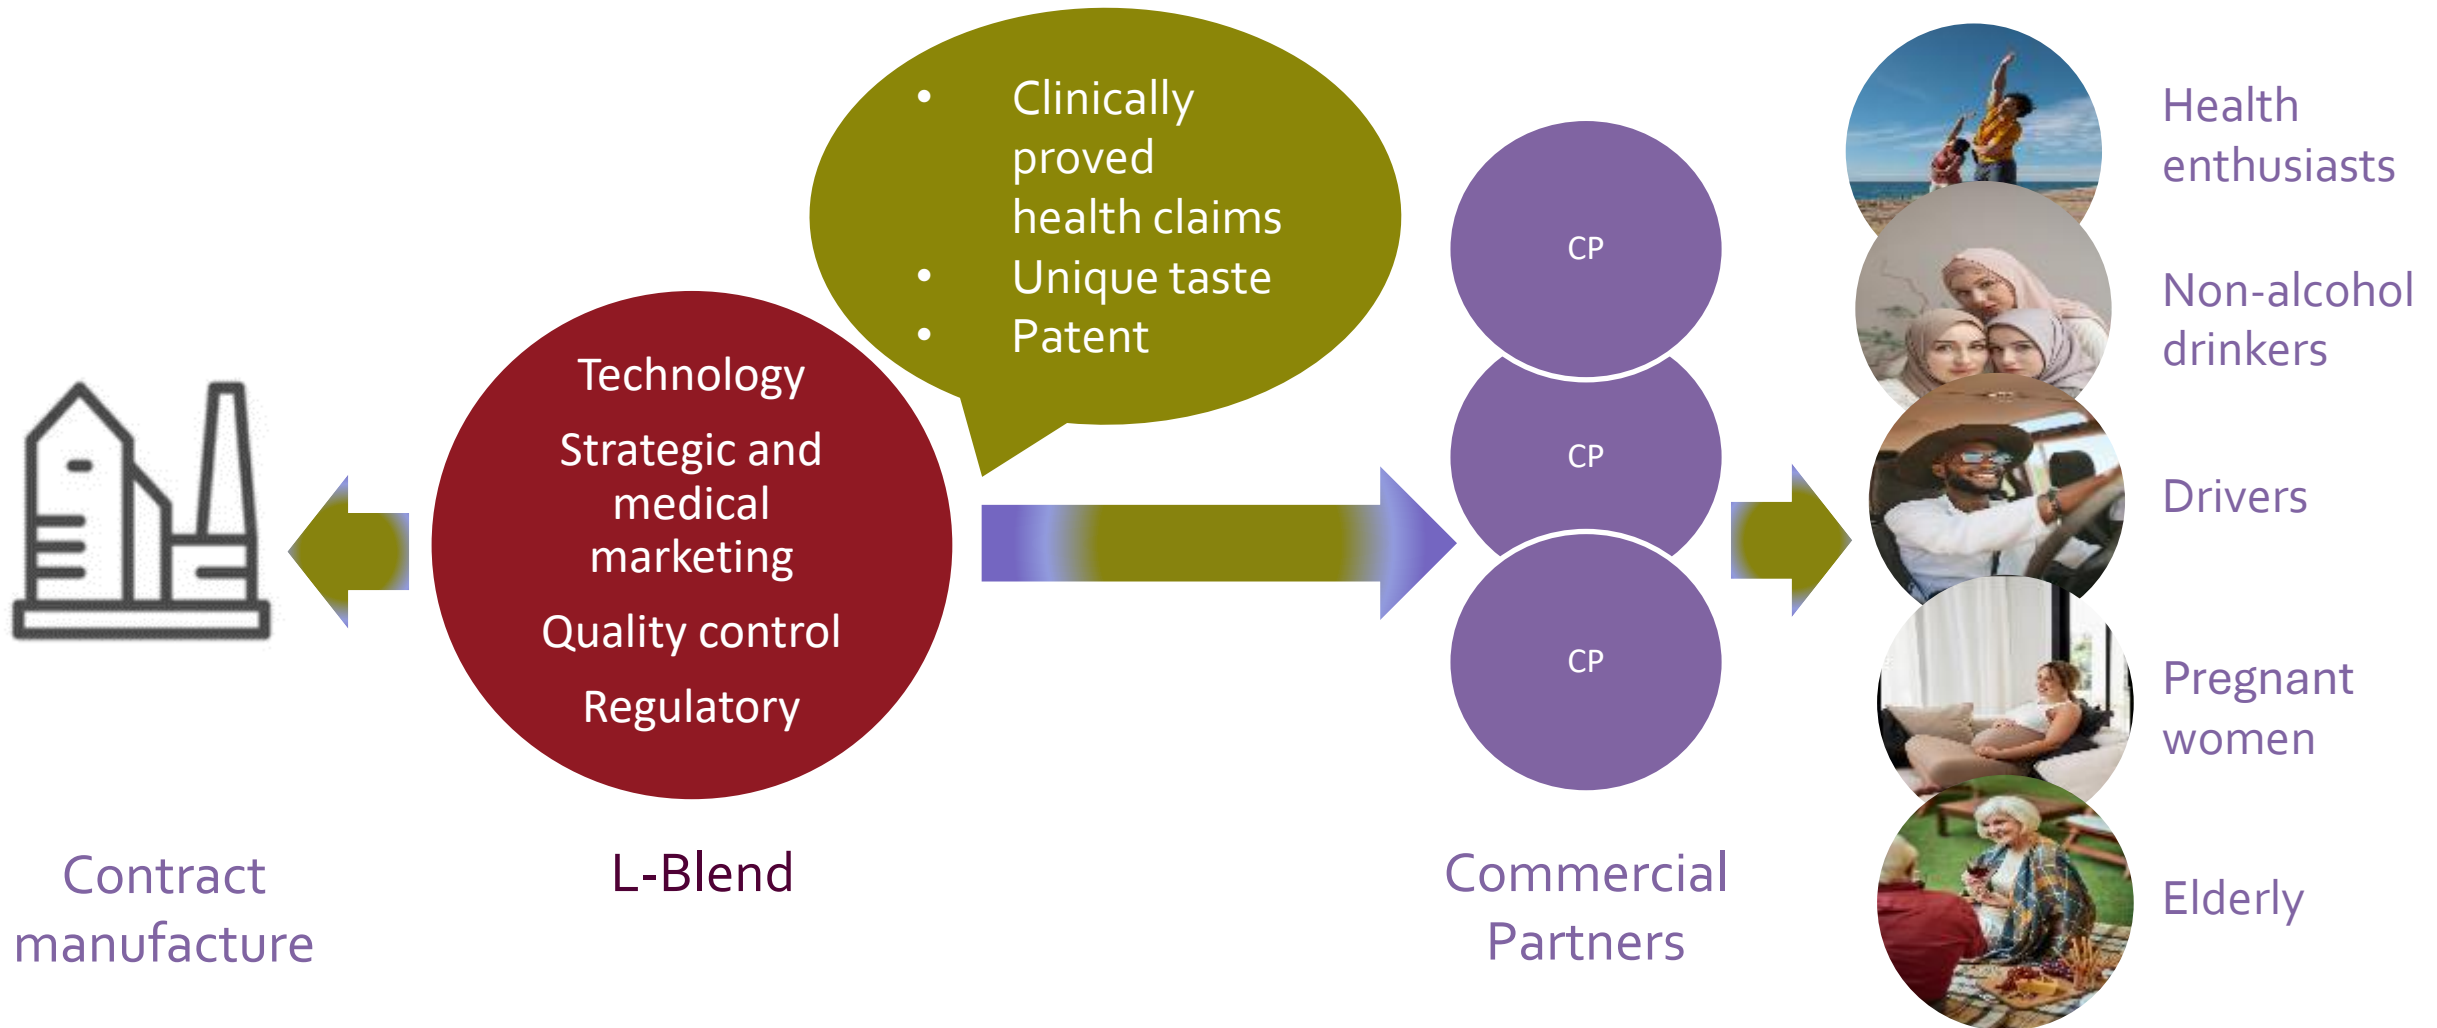 • Clinically
proved
health claims
• Unique taste
• Patent
Technology
Strategic and
medical
marketing
Quality control
Regulatory
CP
CP
CP
Health
enthusiasts
Non-alcohol
drinkers
Drivers
Pregnant
women
Elderly
Contract
manufacture
L-Blend
Commercial
Partners